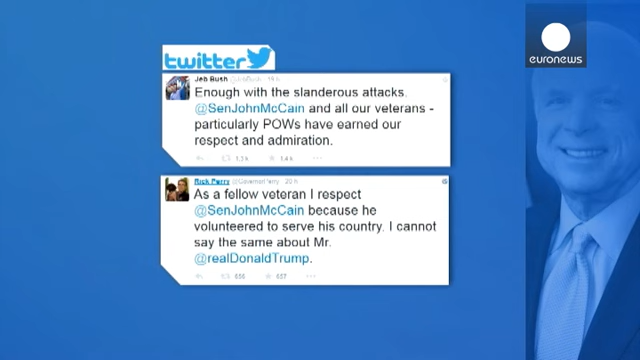 euronews
twitter
Jeb Bush
Enough with the slanderous attacks.
@SenJohnMcCain and all our veterans -
particularly POWs have earned our
respect and admiration.
Rick Perry @GovernorPerry · 20 h
As a fellow veteran I respect
@SenJohnMcCain because he
volunteered to serve his country. I cannot
say the same about Mr.
@realDonaldTrump.